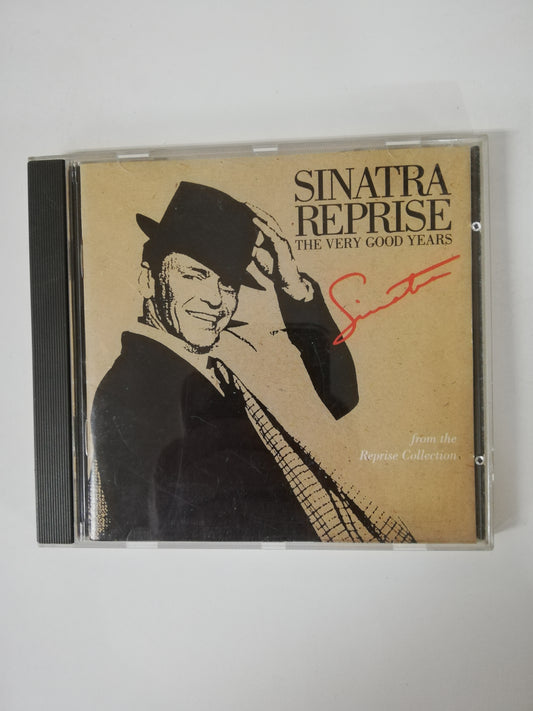 SINATRA
REPRISE
THE VERY GOOD YEARS
Sinatra
from the
Reprise Collection